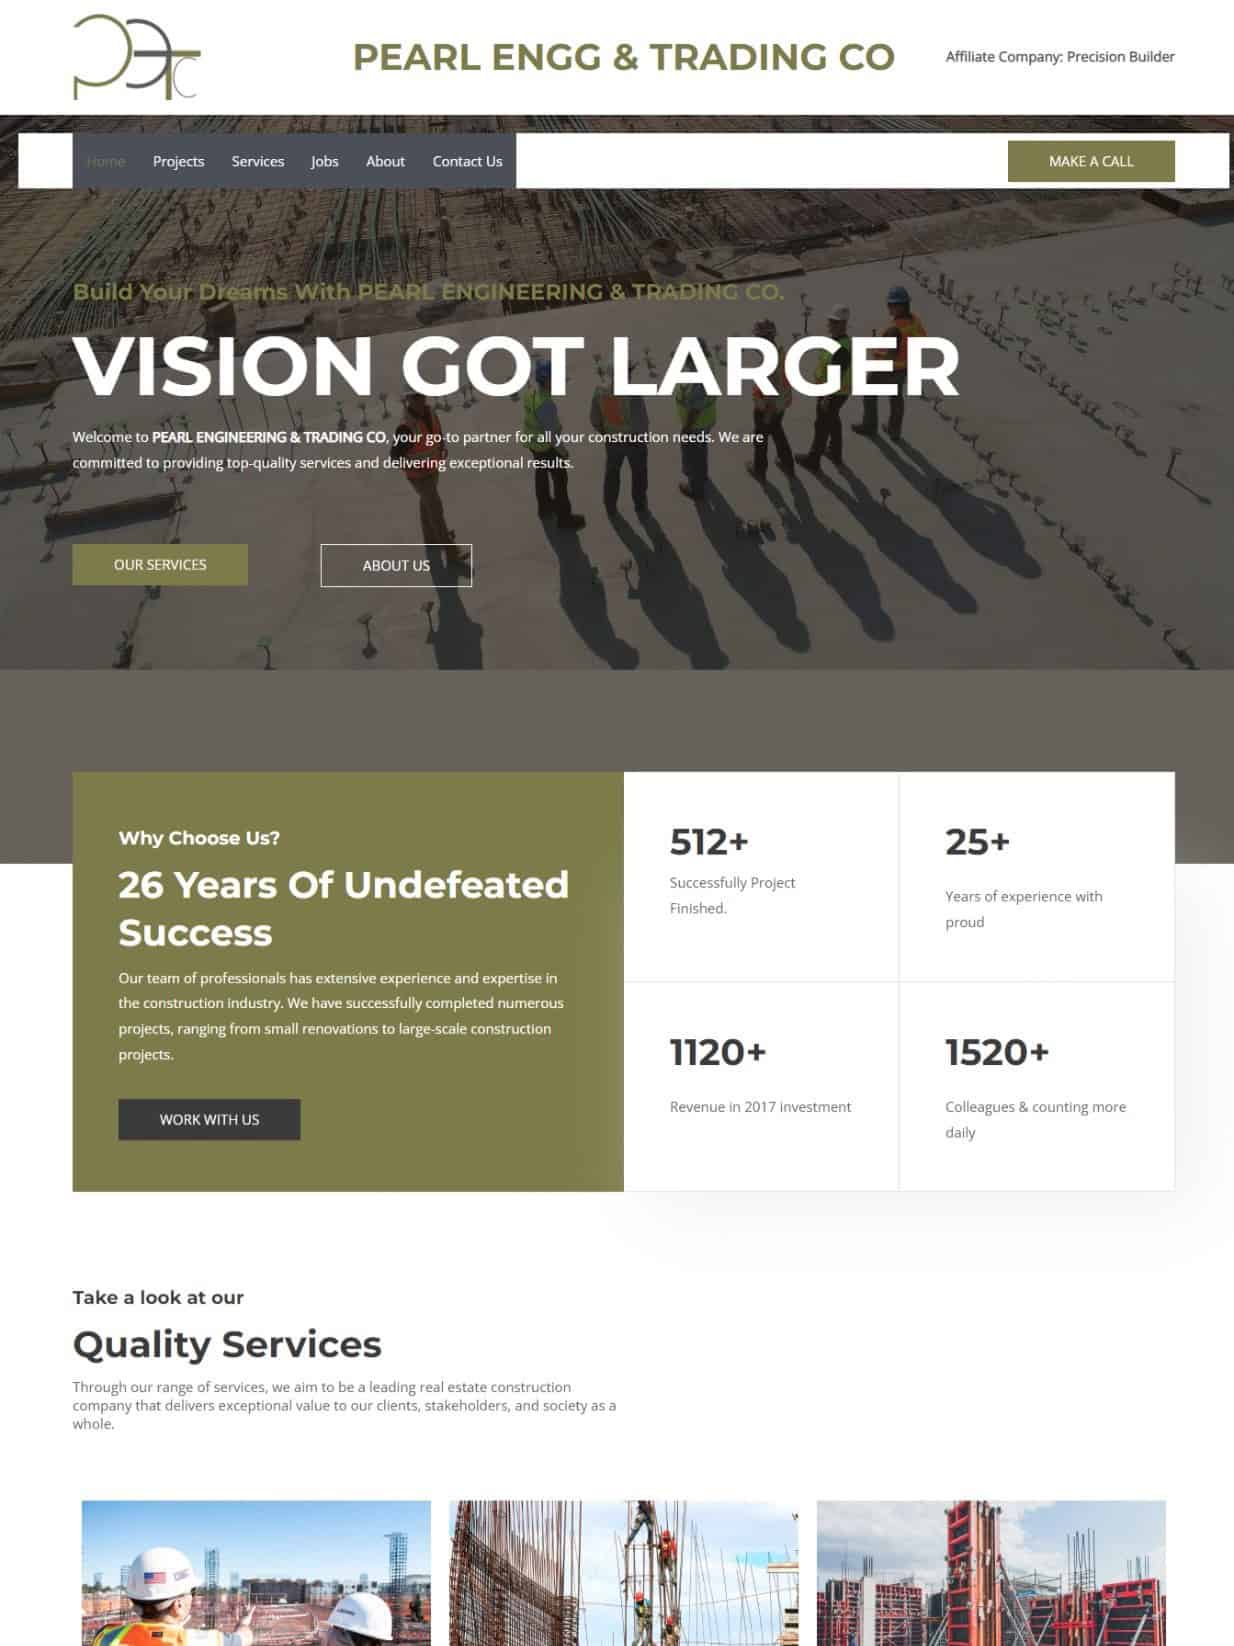 PETC
PEARL ENGG & TRADING CO
Affiliate Company: Precision Builder
Home
Projects
Services
Jobs
About
Contact Us
MAKE A CALL
Build Your Dreams With PEARL ENGINEERING & TRADING CO.
VISION GOT LARGER
Welcome to PEARL ENGINEERING & TRADING CO, your go-to partner for all your construction needs. We are
committed to providing top-quality services and delivering exceptional results.
OUR SERVICES
ABOUT US
Why Choose Us?
26 Years Of Undefeated
Success
Our team of professionals has extensive experience and expertise in
the construction industry. We have successfully completed numerous
projects, ranging from small renovations to large-scale construction
projects.
WORK WITH US
512+
Successfully Project
Finished.
25+
Years of experience with
proud
1120+
Revenue in 2017 investment
1520+
Colleagues & counting more
daily
Take a look at our
Quality Services
Through our range of services, we aim to be a leading real estate construction
company that delivers exceptional value to our clients, stakeholders, and society as a
whole.